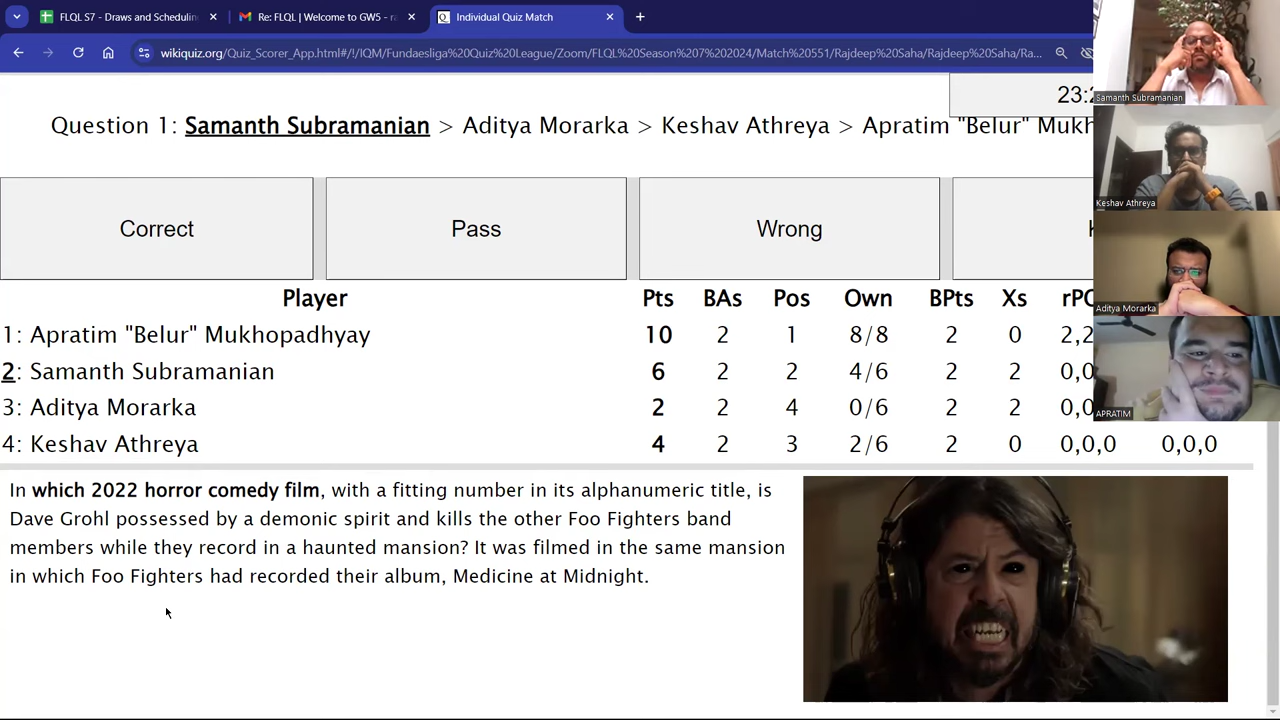 FLQL S7 - Draws and Scheduling
Re: FLQL | Welcome to GW5 - ra
Individual Quiz Match
wikiquiz.org/Quiz_Scorer_App.html#/!/IQM/Fundaesliga%20Quiz%20League/Zoom/FLQL%20Season%207%202024/Match%20551/Rajdeep%20Saha/Rajdeep%20Saha/Ra...
Samanth Subramanian
23:2
Question 1: Samanth Subramanian > Aditya Morarka > Keshav Athreya > Apratim "Belur" Mukh
Keshav Athreya
Correct
Pass
Wrong
Aditya Morarka
Player Pts BAs Pos Own BPts Xs rPC
1: Apratim "Belur" Mukhopadhyay 10 2 1 8/8 2 0 2,2
2: Samanth Subramanian 6 2 2 4/6 2 2 0,0
3: Aditya Morarka 2 2 4 0/6 2 2 0,0
APRATIM
4: Keshav Athreya 4 2 3 2/6 2 0 0,0,0 0,0,0
In which 2022 horror comedy film, with a fitting number in its alphanumeric title, is
Dave Grohl possessed by a demonic spirit and kills the other Foo Fighters band
members while they record in a haunted mansion? It was filmed in the same mansion
in which Foo Fighters had recorded their album, Medicine at Midnight.